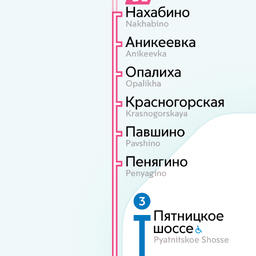 Нахабино
Nakhabino
Аникеевка
Anikeevka
Опалиха
Opalikha
Красногорская
Krasnogorskaya
Павшино
Pavshino
Пенягино
Penyagino
3
Пятницкое
шоссе
Pyatnitskoe Shosse